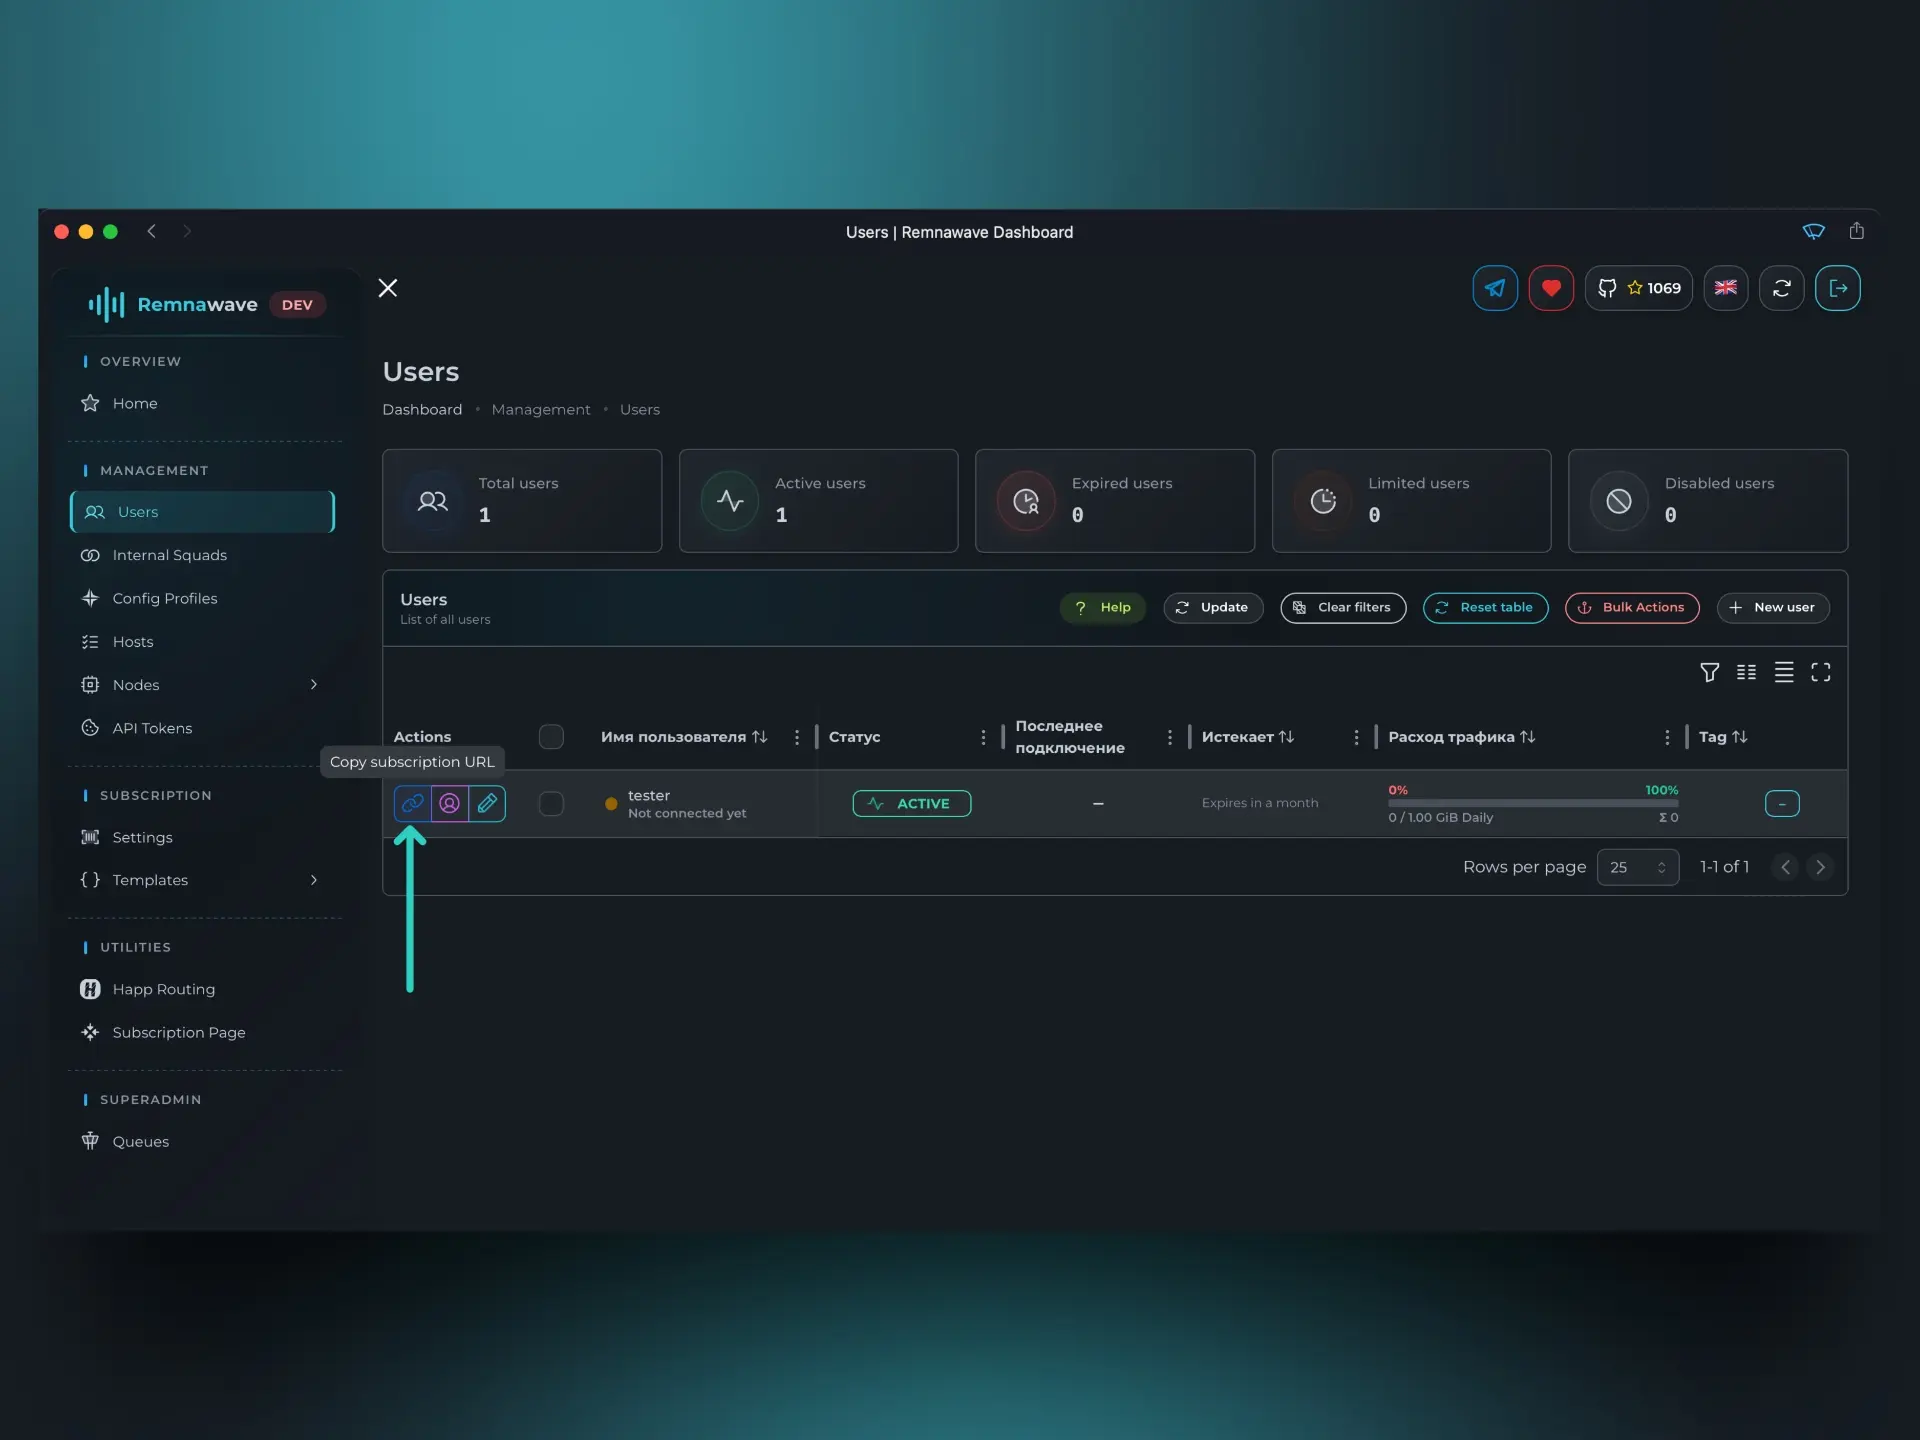 Users | Remnawave Dashboard
Remnawave DEV
1069
OVERVIEW
Home
MANAGEMENT
Users
Internal Squads
Config Profiles
Hosts
Nodes
API Tokens
SUBSCRIPTION
Settings
Templates
UTILITIES
Happ Routing
Subscription Page
SUPERADMIN
Queues
Users
Dashboard • Management • Users
Total users
1
Active users
1
Expired users
0
Limited users
0
Disabled users
0
Users
List of all users
? Help
Update
Clear filters
Reset table
Bulk Actions
+ New user
Actions
Имя пользователя
Статус
Последнее
подключение
Истекает
Расход трафика
Tag
Copy subscription URL
tester
Not connected yet
ACTIVE
–
Expires in a month
0% 100%
0 / 1.00 GiB Daily Σ 0
-
Rows per page 25 1-1 of 1